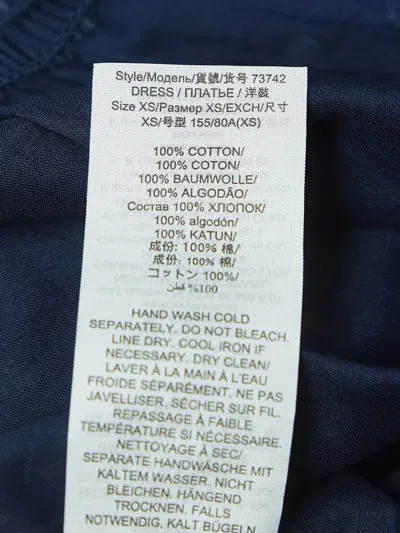 Style/Модель/貨號/货号 73742
DRESS / ПЛАТЬЕ / 洋裝
Size XS/Размер XS/EXCH/尺寸
XS/号型 155/80A(XS)
100% COTTON/
100% COTON/
100% BAUMWOLLE/
100% ALGODÃO/
Состав 100% ХЛОПОК/
100% algodón/
100% KATUN/
成份: 100% 棉/
成份: 100% 棉/
コットン 100%/
قطن %100
HAND WASH COLD
SEPARATELY. DO NOT BLEACH.
LINE DRY. COOL IRON IF
NECESSARY. DRY CLEAN/
LAVER À LA MAIN À L'EAU
FROIDE SÉPARÉMENT. NE PAS
JAVELLISER. SÉCHER SUR FIL.
REPASSAGE À FAIBLE
TEMPÉRATURE SI NÉCESSAIRE.
NETTOYAGE À SEC/
SEPARATE HANDWÄSCHE MIT
KALTEM WASSER. NICHT
BLEICHEN. HÄNGEND
TROCKNEN. FALLS
NOTWENDIG, KALT BÜGELN